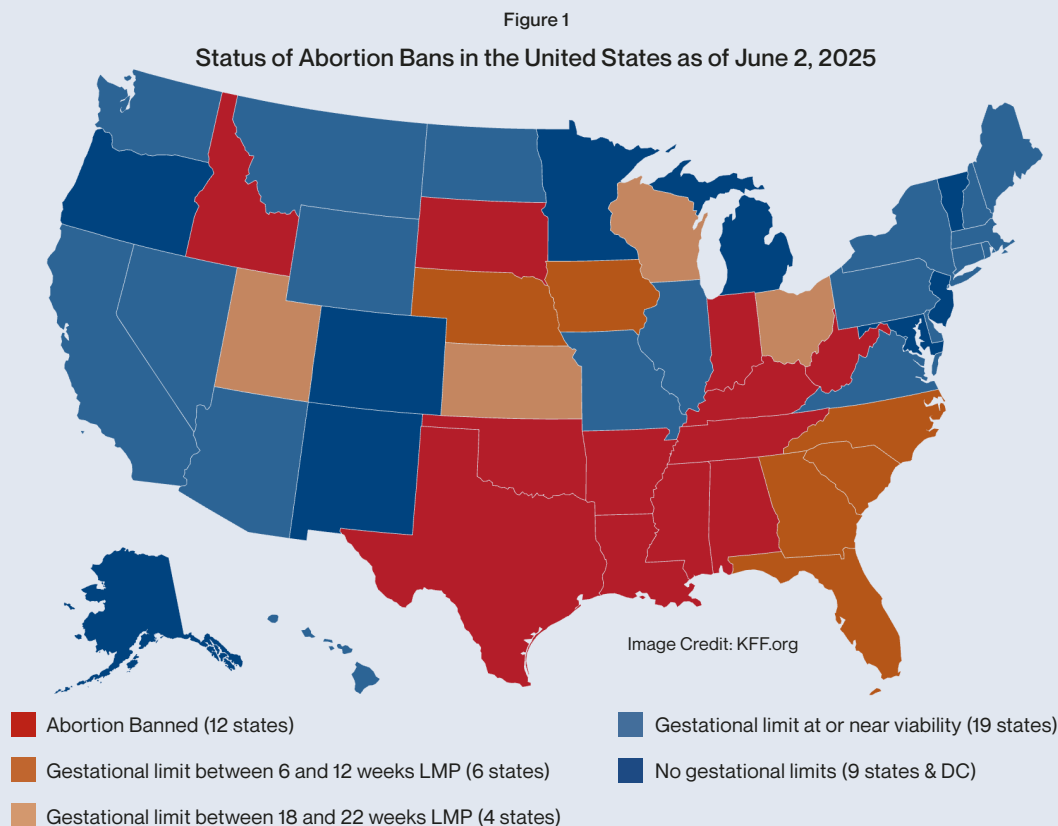 Figure 1
Status of Abortion Bans in the United States as of June 2, 2025
Image Credit: KFF.org
Abortion Banned (12 states)
Gestational limit between 6 and 12 weeks LMP (6 states)
Gestational limit between 18 and 22 weeks LMP (4 states)
Gestational limit at or near viability (19 states)
No gestational limits (9 states & DC)